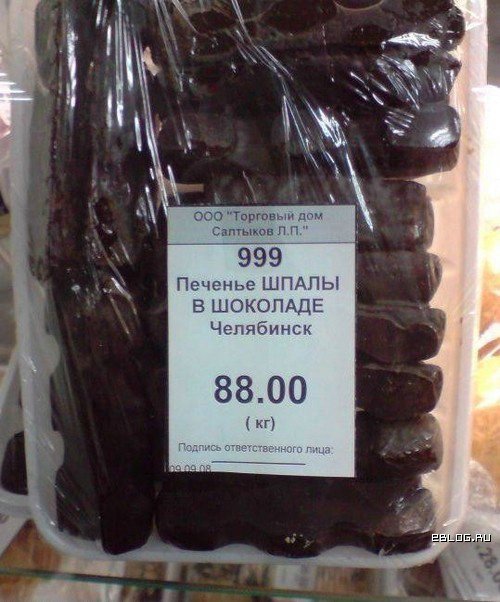 ООО "Торговый дом
Салтыков Л.П."
999
Печенье ШПАЛЫ
В ШОКОЛАДЕ
Челябинск
88.00
( кг)
Подпись ответственного лица:
09.09.08
EBLOG.RU